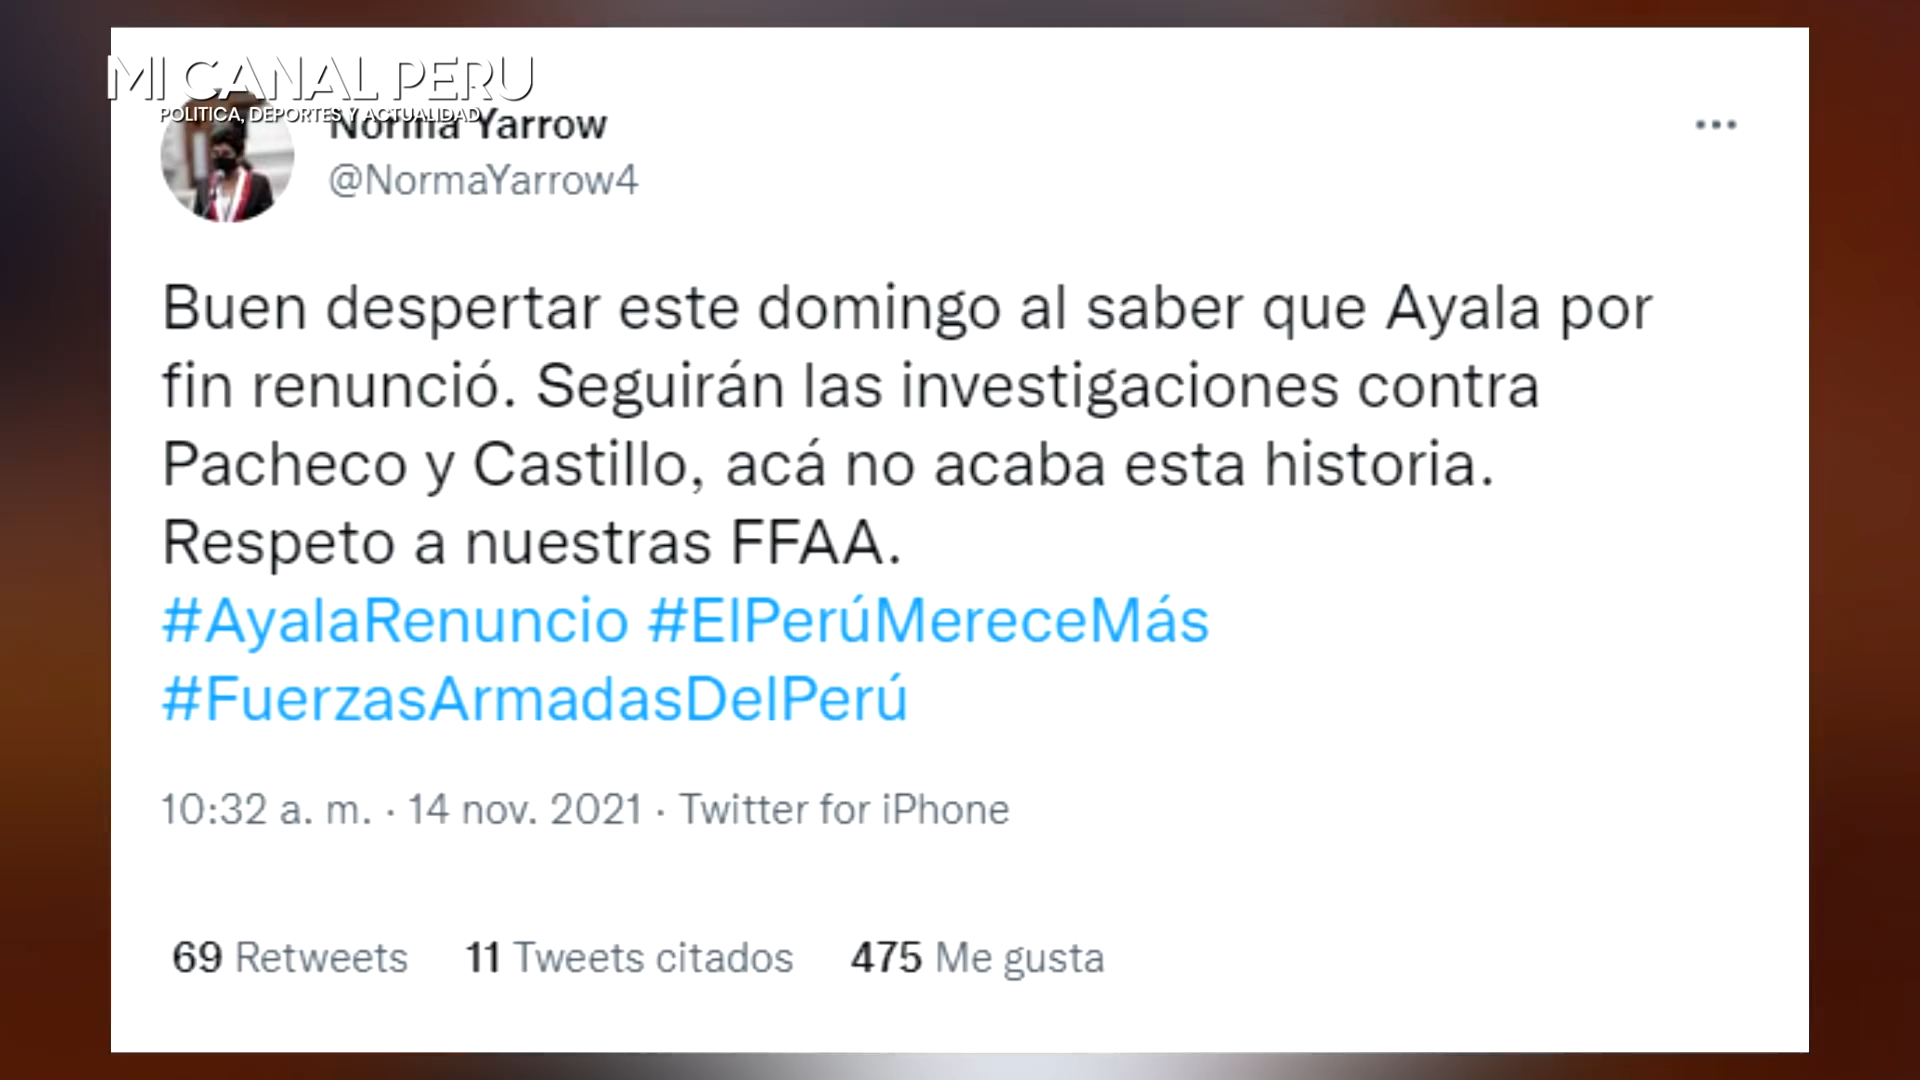 MI CANAL PERU
POLITICA, DEPORTES Y ACTUALIDAD
Norma Yarrow
@NormaYarrow4
Buen despertar este domingo al saber que Ayala por
fin renunció. Seguirán las investigaciones contra
Pacheco y Castillo, acá no acaba esta historia.
Respeto a nuestras FFAA.
#AyalaRenuncio #ElPerúMereceMás
#FuerzasArmadasDelPerú
10:32 a. m. · 14 nov. 2021 · Twitter for iPhone
69 Retweets 11 Tweets citados 475 Me gusta